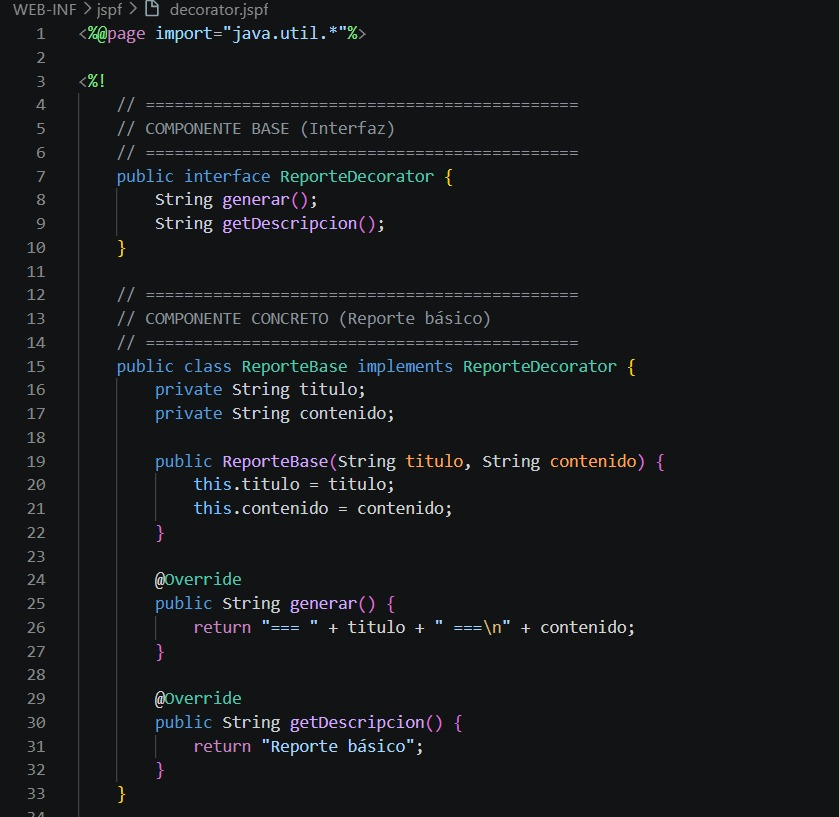 WEB-INF > jspf > decorator.jspf
1 <%@page import="java.util.*"%>
2
3 <%!
4 // =============================================
5 // COMPONENTE BASE (Interfaz)
6 // =============================================
7 public interface ReporteDecorator {
8 String generar();
9 String getDescripcion();
10 }
11
12 // =============================================
13 // COMPONENTE CONCRETO (Reporte básico)
14 // =============================================
15 public class ReporteBase implements ReporteDecorator {
16 private String titulo;
17 private String contenido;
18
19 public ReporteBase(String titulo, String contenido) {
20 this.titulo = titulo;
21 this.contenido = contenido;
22 }
23
24 @Override
25 public String generar() {
26 return "=== " + titulo + " ===\n" + contenido;
27 }
28
29 @Override
30 public String getDescripcion() {
31 return "Reporte básico";
32 }
33 }
34